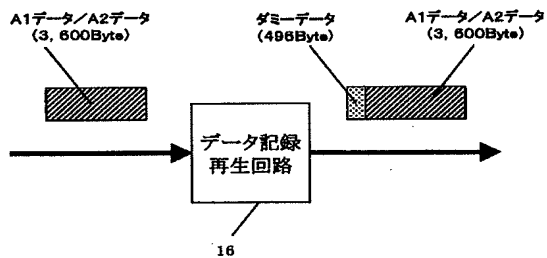 A1データ/A2データ
(3, 600Byte)
ダミーデータ
(496Byte)
A1データ/A2データ
(3, 600Byte)
データ記録
再生回路
16